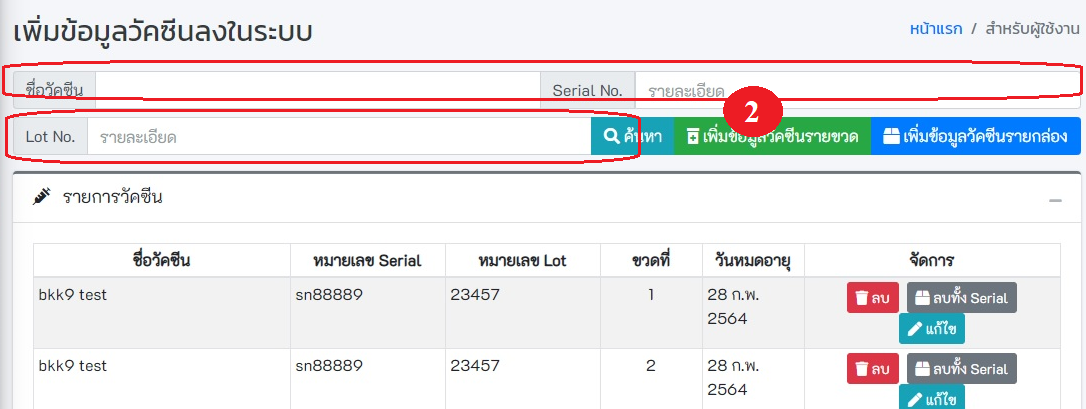 เพิ่มข้อมูลวัคซีนลงในระบบ
หน้าแรก / สำหรับผู้ใช้งาน
ชื่อวัคซีน Serial No. รายละเอียด
2
Lot No. รายละเอียด ค้นหา เพิ่มข้อมูลวัคซีนรายขวด เพิ่มข้อมูลวัคซีนรายกล่อง
รายการวัคซีน
ชื่อวัคซีน หมายเลข Serial หมายเลข Lot ขวดที่ วันหมดอายุ จัดการ
bkk9 test sn88889 23457 1 28 ก.พ. 2564 ลบ ลบทั้ง Serial
แก้ไข
bkk9 test sn88889 23457 2 28 ก.พ. 2564 ลบ ลบทั้ง Serial
แก้ไข